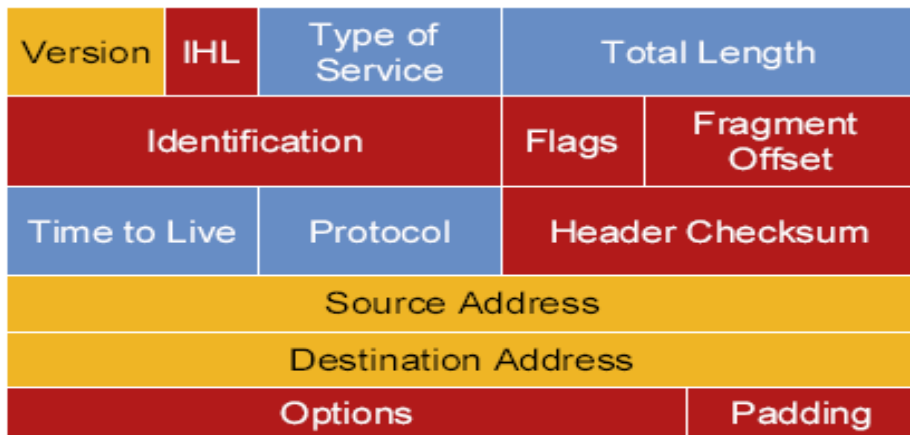 Version
IHL
Type of
Service
Total Length
Identification
Flags
Fragment
Offset
Time to Live
Protocol
Header Checksum
Source Address
Destination Address
Options
Padding